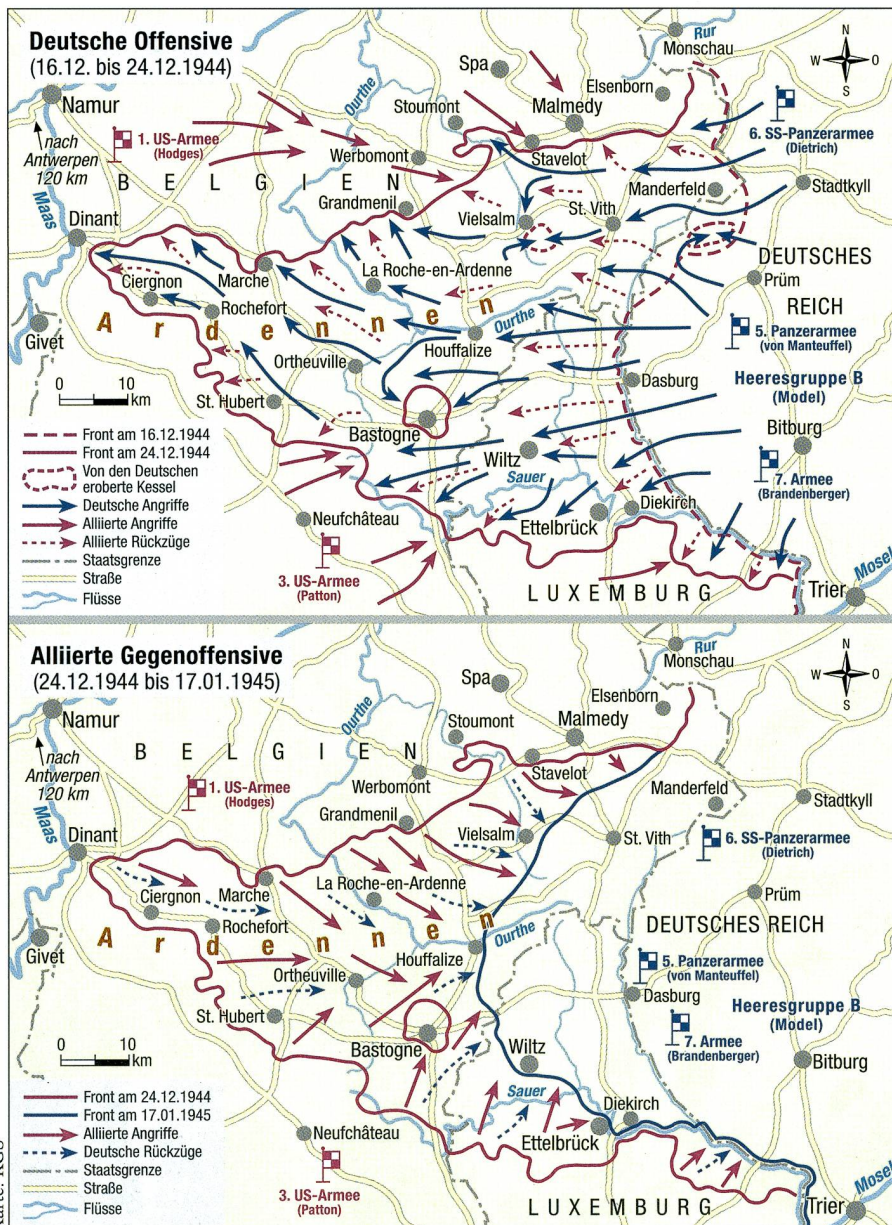 Deutsche Offensive
(16.12. bis 24.12.1944)
Rur
Monschau
N
W
O
S
Spa
Elsenborn
Namur
Ourthe
Stoumont
Malmedy
nach
Antwerpen
120 km
1. US-Armee
(Hodges)
6. SS-Panzerarmee
(Dietrich)
Werbomont
Stavelot
BELGIEN
Maas
Grandmenil
Manderfeld
Stadtkyll
Dinant
Vielsalm
St. Vith
DEUTSCHES
REICH
Marche
La Roche-en-Ardenne
Prüm
Ciergnon
Rochefort
Ardennen
Ourthe
Givet
Houffalize
5. Panzerarmee
(von Manteuffel)
Ortheuville
0 10
km
Dasburg
Heeresgruppe B
(Model)
St. Hubert
Bastogne
Bitburg
Wiltz
7. Armee
(Brandenberger)
Sauer
Diekirch
Neufchâteau
Ettelbrück
3. US-Armee
(Patton)
Mosel
LUXEMBURG
Trier
Front am 16.12.1944
Front am 24.12.1944
Von den Deutschen
eroberte Kessel
Deutsche Angriffe
Alliierte Angriffe
Alliierte Rückzüge
Staatsgrenze
Straße
Flüsse
Alliierte Gegenoffensive
(24.12.1944 bis 17.01.1945)
Rur
Monschau
N
W
O
S
Spa
Elsenborn
Namur
Ourthe
Stoumont
Malmedy
BELGIEN
nach
Antwerpen
120 km
Stavelot
1. US-Armee
(Hodges)
Werbomont
Manderfeld
Stadtkyll
Maas
Grandmenil
Dinant
Vielsalm
St. Vith
6. SS-Panzerarmee
(Dietrich)
Marche
La Roche-en-Ardenne
Ciergnon
Prüm
Rochefort
Ardennen
Ourthe
DEUTSCHES REICH
Givet
Houffalize
5. Panzerarmee
(von Manteuffel)
Ortheuville
Dasburg
Heeresgruppe B
(Model)
St. Hubert
7. Armee
(Brandenberger)
0 10
km
Bastogne
Wiltz
Bitburg
Sauer
Diekirch
Neufchâteau
Ettelbrück
3. US-Armee
(Patton)
Mosel
LUXEMBURG
Trier
Front am 24.12.1944
Front am 17.01.1945
Alliierte Angriffe
Deutsche Rückzüge
Staatsgrenze
Straße
Flüsse